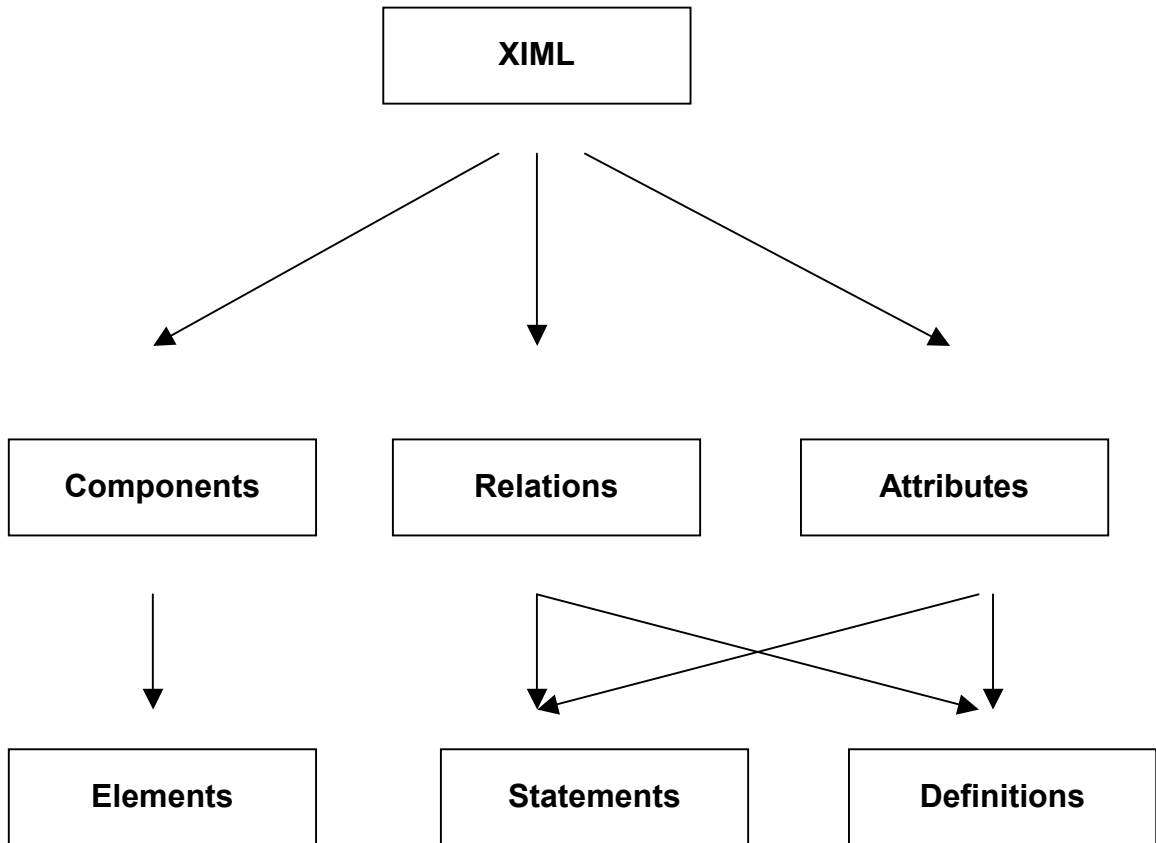 XIML
Components
Relations
Attributes
Elements
Statements
Definitions